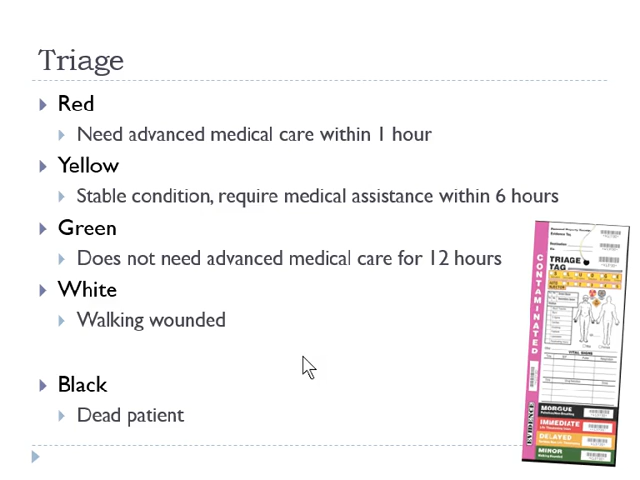 Triage
Red
Need advanced medical care within 1 hour
Yellow
Stable condition, require medical assistance within 6 hours
Green
Does not need advanced medical care for 12 hours
White
Walking wounded
Black
Dead patient
CONTAMINATED
EVIDENCE
TRIAGE
TAG
VITAL SIGNS
MORGUE
IMMEDIATE
DELAYED
MINOR